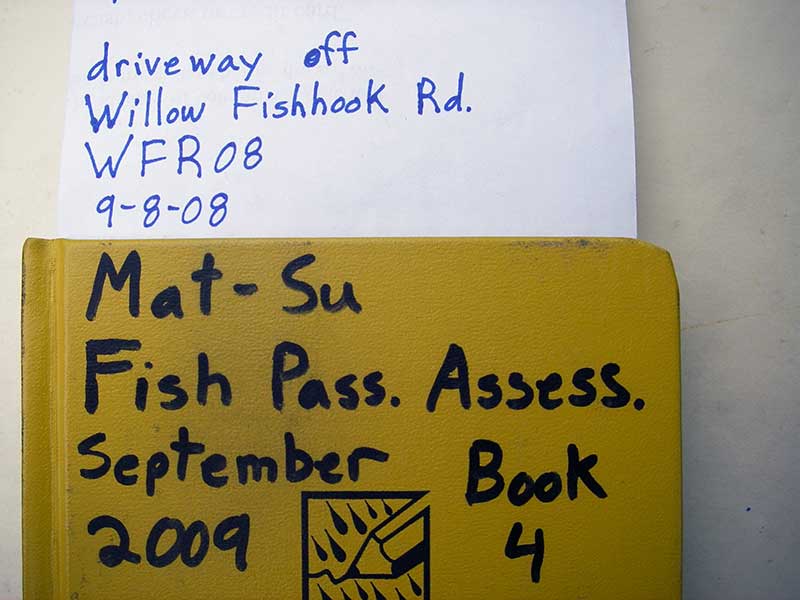 driveway off
Willow Fishhook Rd.
WFR08
9-8-08
Mat-Su
Fish Pass. Assess.
September
2009
Book
4